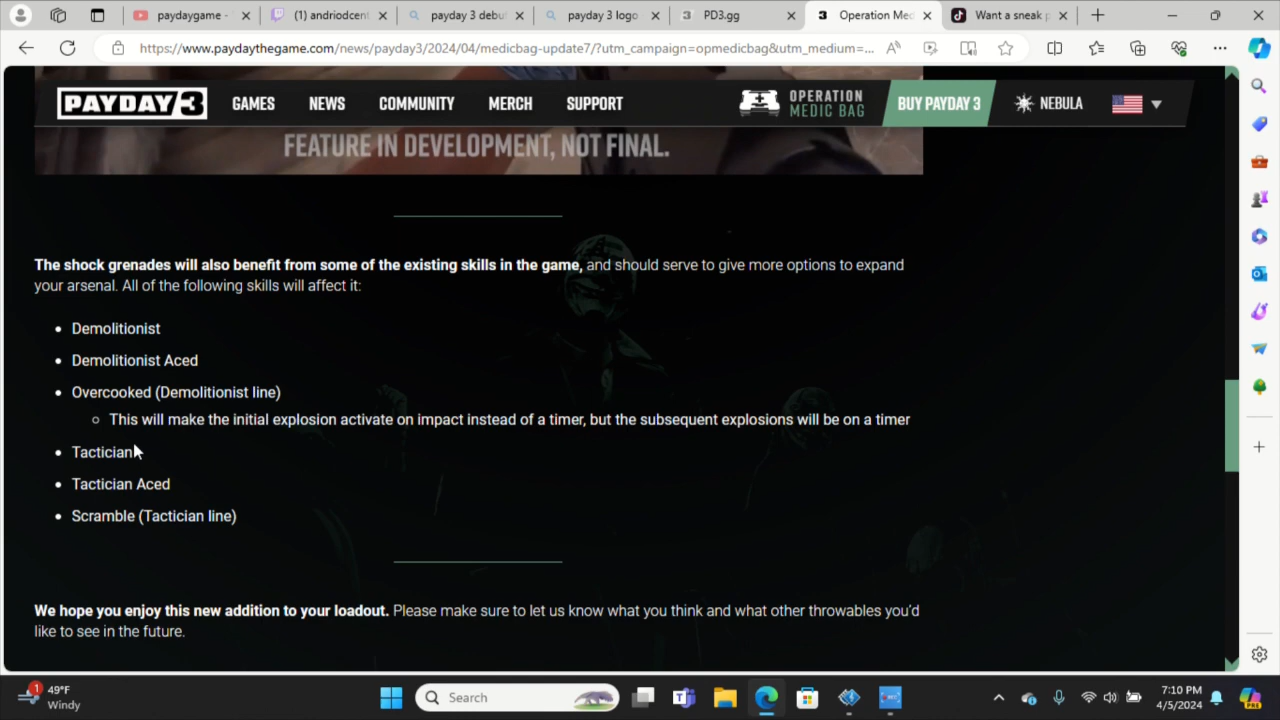 paydaygame -
(1) andriodcent
payday 3 debu
payday 3 logo
PD3.gg
Operation Med
Want a sneak p
https://www.paydaythegame.com/news/payday3/2024/04/medicbag-update7/?utm_campaign=opmedicbag&utm_medium=...
PAYDAY 3
GAMES
NEWS
COMMUNITY
MERCH
SUPPORT
OPERATION
MEDIC BAG
BUY PAYDAY 3
NEBULA
FEATURE IN DEVELOPMENT, NOT FINAL.
The shock grenades will also benefit from some of the existing skills in the game, and should serve to give more options to expand
your arsenal. All of the following skills will affect it:
Demolitionist
Demolitionist Aced
Overcooked (Demolitionist line)
This will make the initial explosion activate on impact instead of a timer, but the subsequent explosions will be on a timer
Tactician
Tactician Aced
Scramble (Tactician line)
We hope you enjoy this new addition to your loadout. Please make sure to let us know what you think and what other throwables you'd
like to see in the future.
1
49°F
Windy
Search
7:10 PM
4/5/2024
PRE